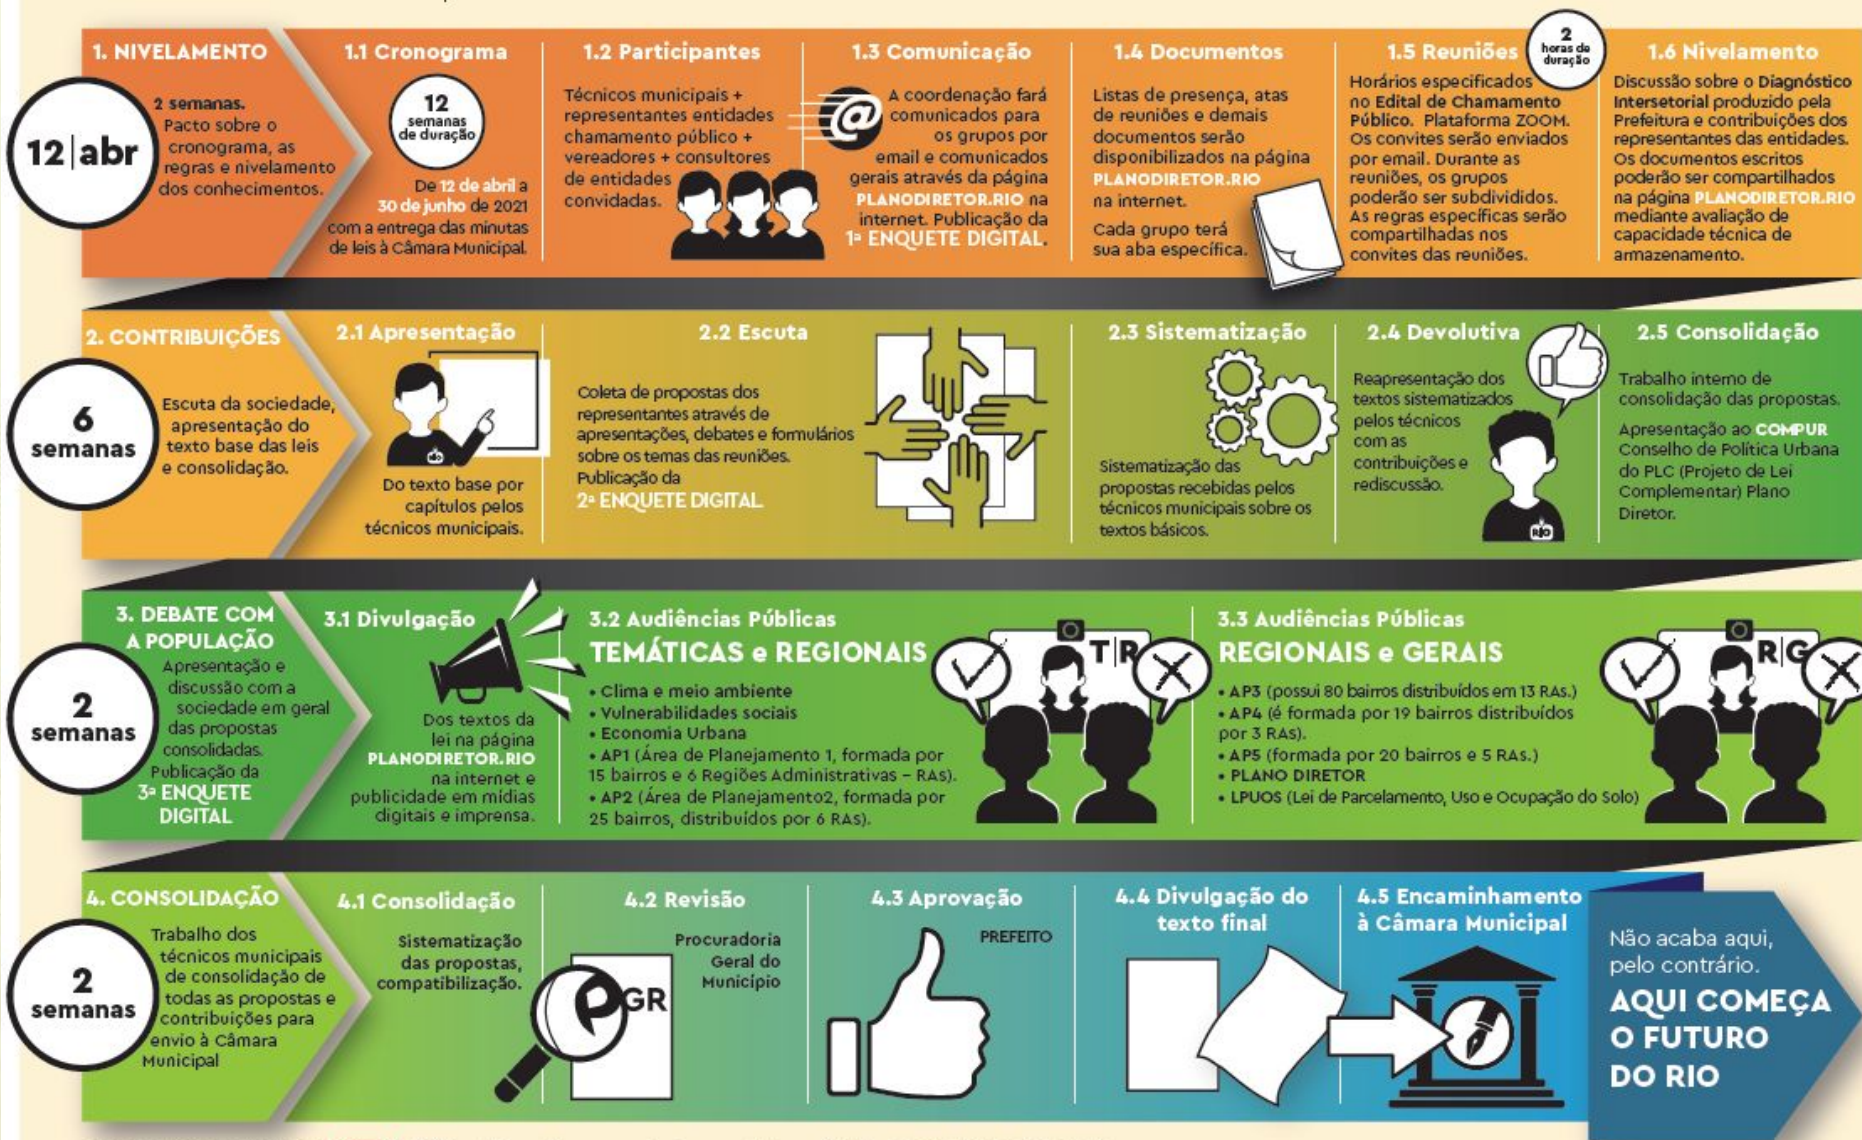 1. NIVELAMENTO
12|abr
2 semanas.
Pacto sobre o
cronograma, as
regras e nivelamento
dos conhecimentos.
1.1 Cronograma
12
semanas
de duração
De 12 de abril a
30 de junho de 2021
com a entrega das minutas
de leis à Câmara Municipal.
1.2 Participantes
Técnicos municipais +
representantes entidades
chamamento público +
vereadores + consultores
de entidades
convidadas.
1.3 Comunicação
@
A coordenação fará
comunicados para
os grupos por
email e comunicados
gerais através da página
PLANODIRETOR.RIO na
internet. Publicação da
1ª ENQUETE DIGITAL.
1.4 Documentos
Listas de presença, atas
de reuniões e demais
documentos serão
disponibilizados na página
PLANODIRETOR.RIO
na internet.
Cada grupo terá
sua aba específica.
1.5 Reuniões
2
horas de
duração
Horários especificados
no Edital de Chamamento
Público. Plataforma ZOOM.
Os convites serão enviados
por email. Durante as
reuniões, os grupos
poderão ser subdivididos.
As regras específicas serão
compartilhadas nos
convites das reuniões.
1.6 Nivelamento
Discussão sobre o Diagnóstico
Intersetorial produzido pela
Prefeitura e contribuições dos
representantes das entidades.
Os documentos escritos
poderão ser compartilhados
na página PLANODIRETOR.RIO
mediante avaliação de
capacidade técnica de
armazenamento.
2. CONTRIBUIÇÕES
6
semanas
Escuta da sociedade,
apresentação do
texto base das leis
e consolidação.
2.1 Apresentação
Do texto base por
capítulos pelos
técnicos municipais.
2.2 Escuta
Coleta de propostas dos
representantes através de
apresentações, debates e formulários
sobre os temas das reuniões.
Publicação da
2ª ENQUETE DIGITAL
2.3 Sistematização
Sistematização das
propostas recebidas pelos
técnicos municipais sobre os
textos básicos.
2.4 Devolutiva
Reapresentação dos
textos sistematizados
pelos técnicos
com as
contribuições e
rediscussão.
RIO
2.5 Consolidação
Trabalho interno de
consolidação das propostas.
Apresentação ao COMPUR
Conselho de Política Urbana
do PLC (Projeto de Lei
Complementar) Plano
Diretor.
3. DEBATE COM
A POPULAÇÃO
2
semanas
Apresentação e
discussão com a
sociedade em geral
das propostas
consolidadas.
Publicação da
3ª ENQUETE
DIGITAL
3.1 Divulgação
Dos textos da
lei na página
PLANODIRETOR.RIO
na internet e
publicidade em mídias
digitais e imprensa.
3.2 Audiências Públicas
TEMÁTICAS e REGIONAIS
• Clima e meio ambiente
• Vulnerabilidades sociais
• Economia Urbana
• AP1 (Área de Planejamento 1, formada por
15 bairros e 6 Regiões Administrativas – RAs).
• AP2 (Área de Planejamento2, formada por
25 bairros, distribuídos por 6 RAs).
T|R
3.3 Audiências Públicas
REGIONAIS e GERAIS
• AP3 (possui 80 bairros distribuídos em 13 RAs.)
• AP4 (é formada por 19 bairros distribuídos
por 3 RAs).
• AP5 (formada por 20 bairros e 5 RAs.)
• PLANO DIRETOR
• LPUOS (Lei de Parcelamento, Uso e Ocupação do Solo)
R|G
4. CONSOLIDAÇÃO
2
semanas
Trabalho dos
técnicos municipais
de consolidação de
todas as propostas e
contribuições para
envio à Câmara
Municipal
4.1 Consolidação
Sistematização
das propostas,
compatibilização.
4.2 Revisão
Procuradoria
Geral do
Município
PGR
4.3 Aprovação
PREFEITO
4.4 Divulgação do
texto final
4.5 Encaminhamento
à Câmara Municipal
Não acaba aqui,
pelo contrário.
AQUI COMEÇA
O FUTURO
DO RIO